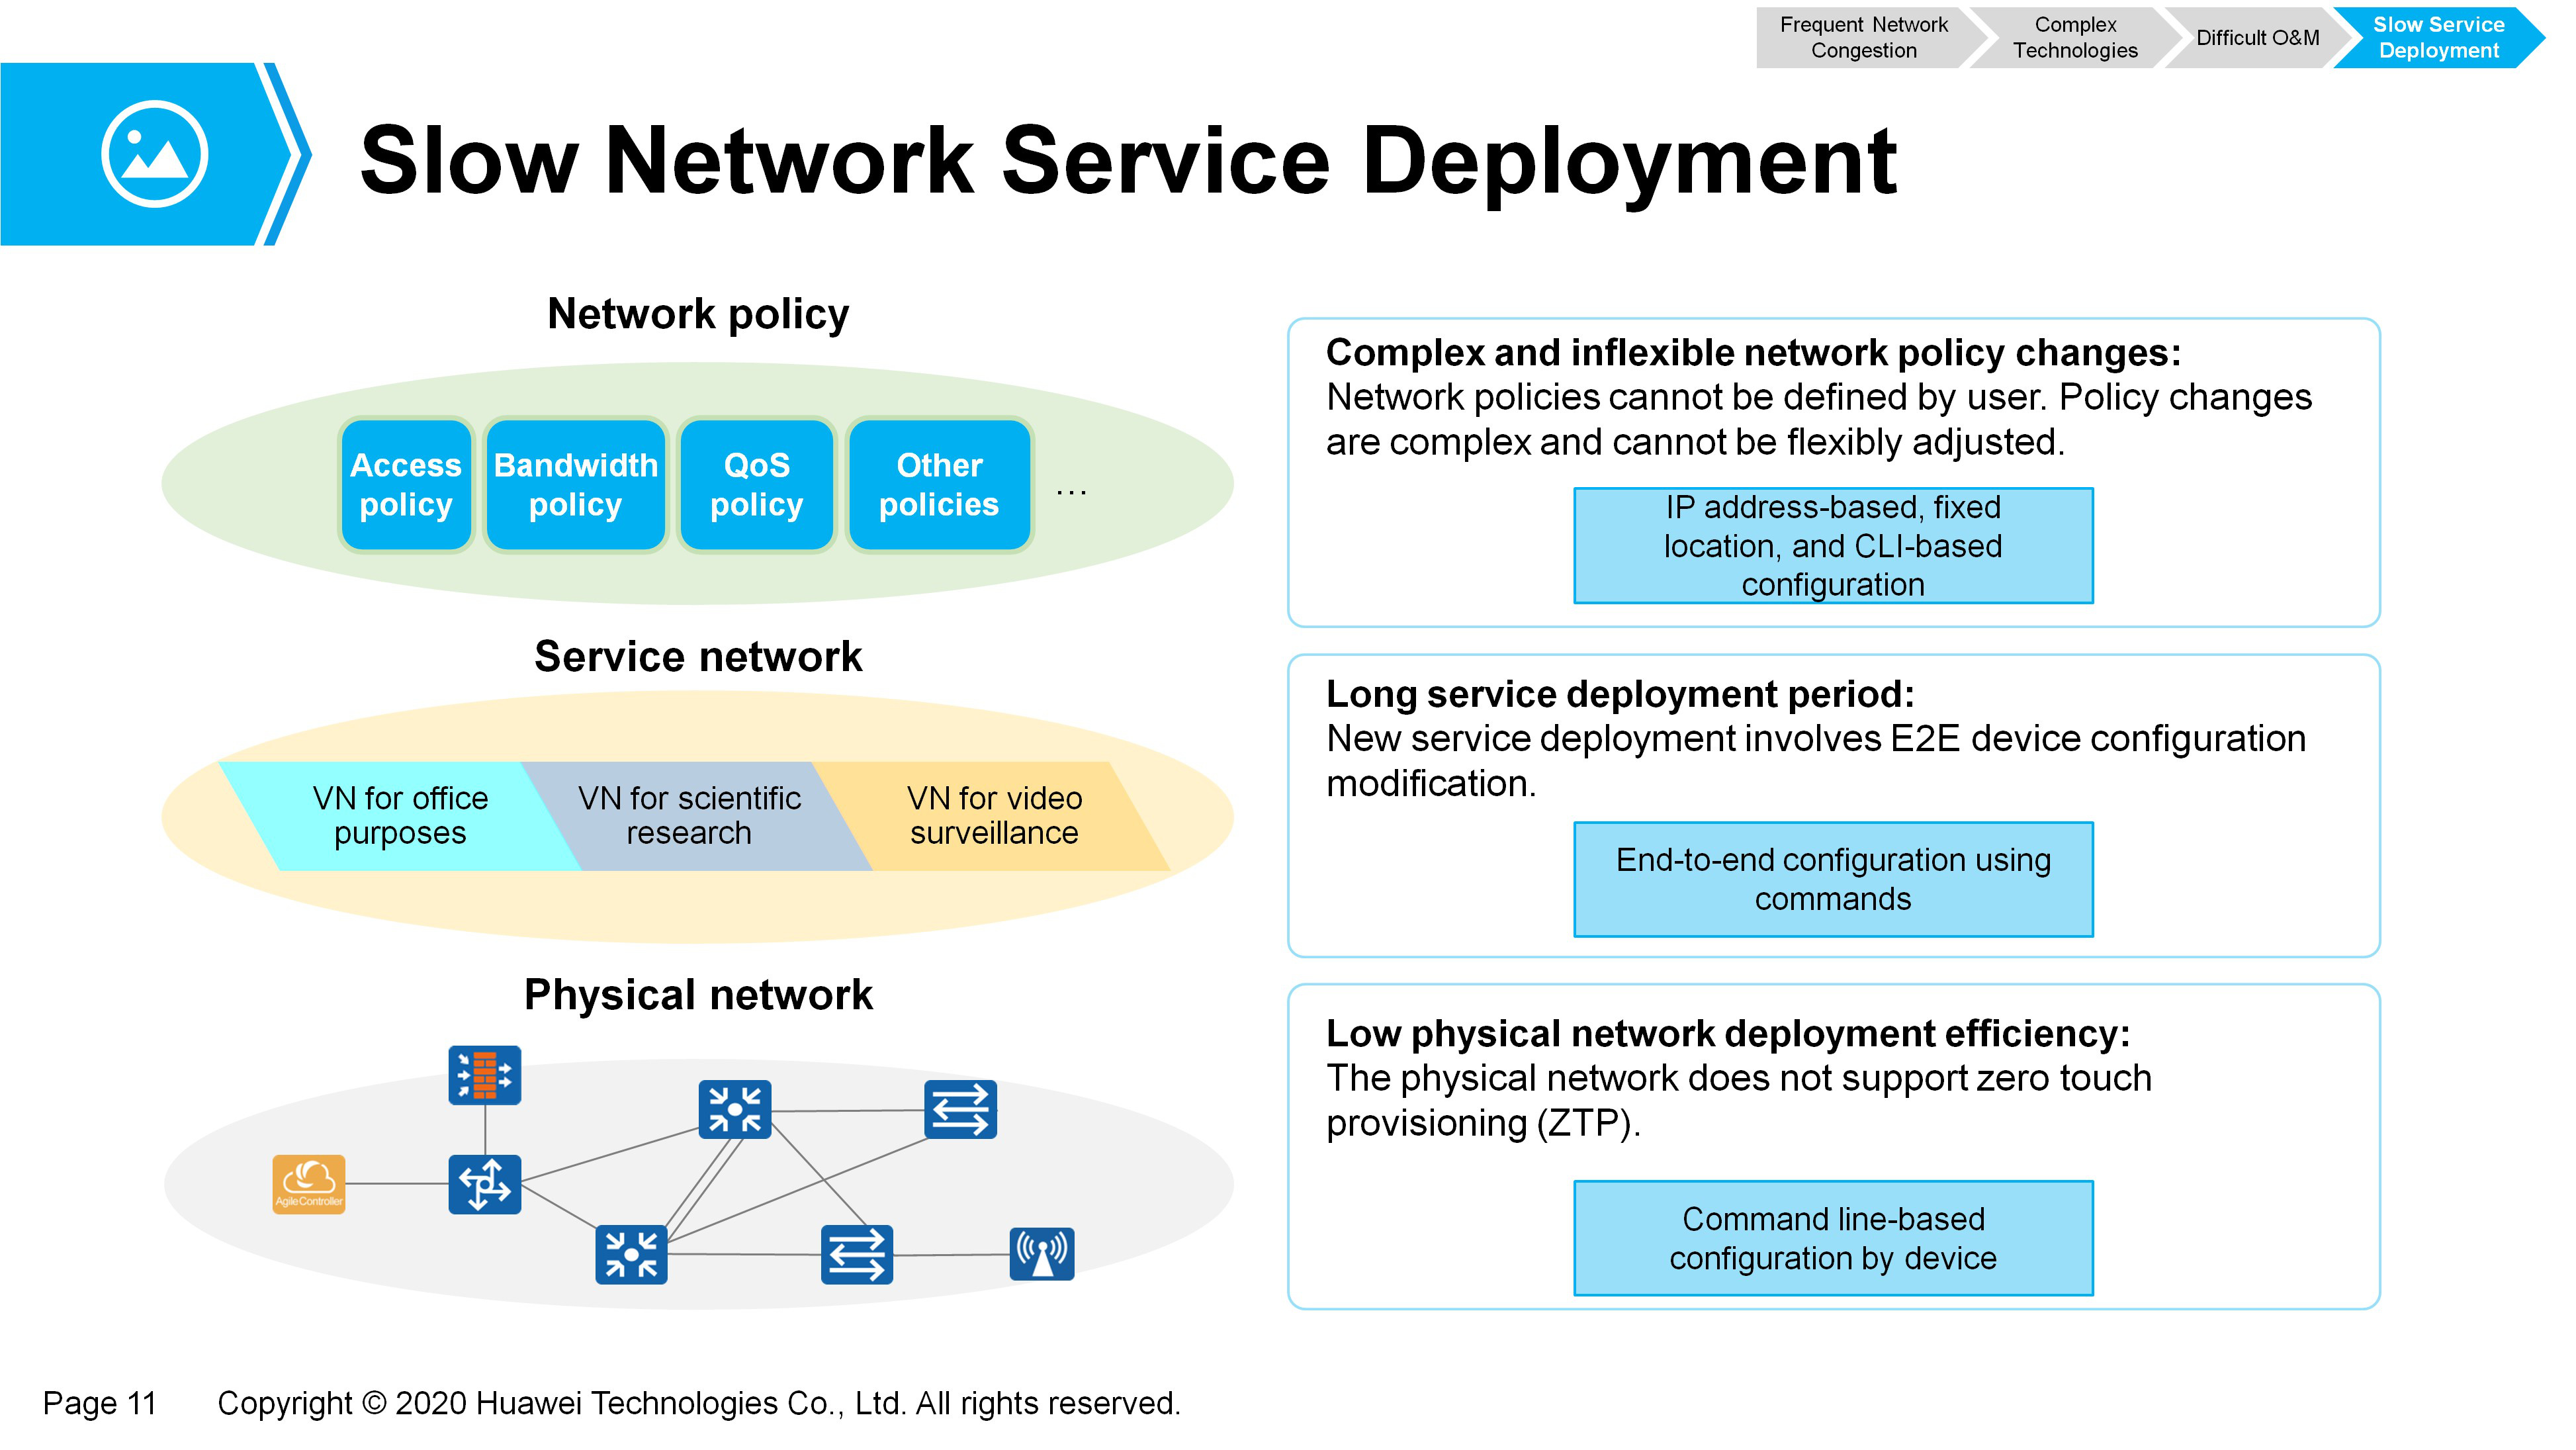 Frequent Network
Congestion
Complex
Technologies
Difficult O&M
Slow Service
Deployment
Slow Network Service Deployment
Network policy
Access
policy
Bandwidth
policy
QoS
policy
Other
policies
...
Complex and inflexible network policy changes:
Network policies cannot be defined by user. Policy changes
are complex and cannot be flexibly adjusted.
IP address-based, fixed
location, and CLI-based
configuration
Service network
VN for office
purposes
VN for scientific
research
VN for video
surveillance
Long service deployment period:
New service deployment involves E2E device configuration
modification.
End-to-end configuration using
commands
Physical network
AgileController
Low physical network deployment efficiency:
The physical network does not support zero touch
provisioning (ZTP).
Command line-based
configuration by device
Page 11
Copyright © 2020 Huawei Technologies Co., Ltd. All rights reserved.